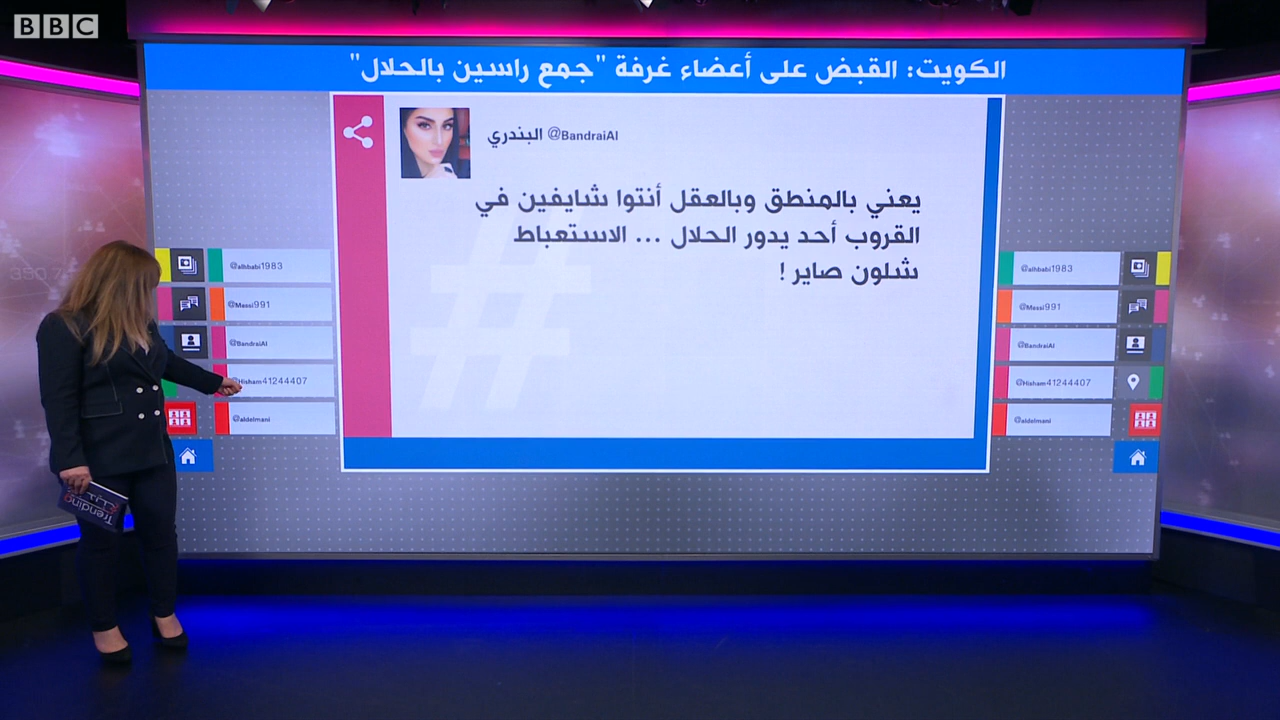 BBC
الكويت: القبض على أعضاء غرفة "جمع راسين بالحلال"
البندري @BandraiAl
يعني بالمنطق وبالعقل أنتوا شايفين في
القروب أحد يدور الحلال ... الاستعباط
شلون صاير !
#
@alhbabi1983
@Messi991
@BandraiAl
@Hisham41244407
@aldelmani
@alhbabi1983
@Messi991
@BandraiAl
@Hisham41244407
@aldelmani
Trending